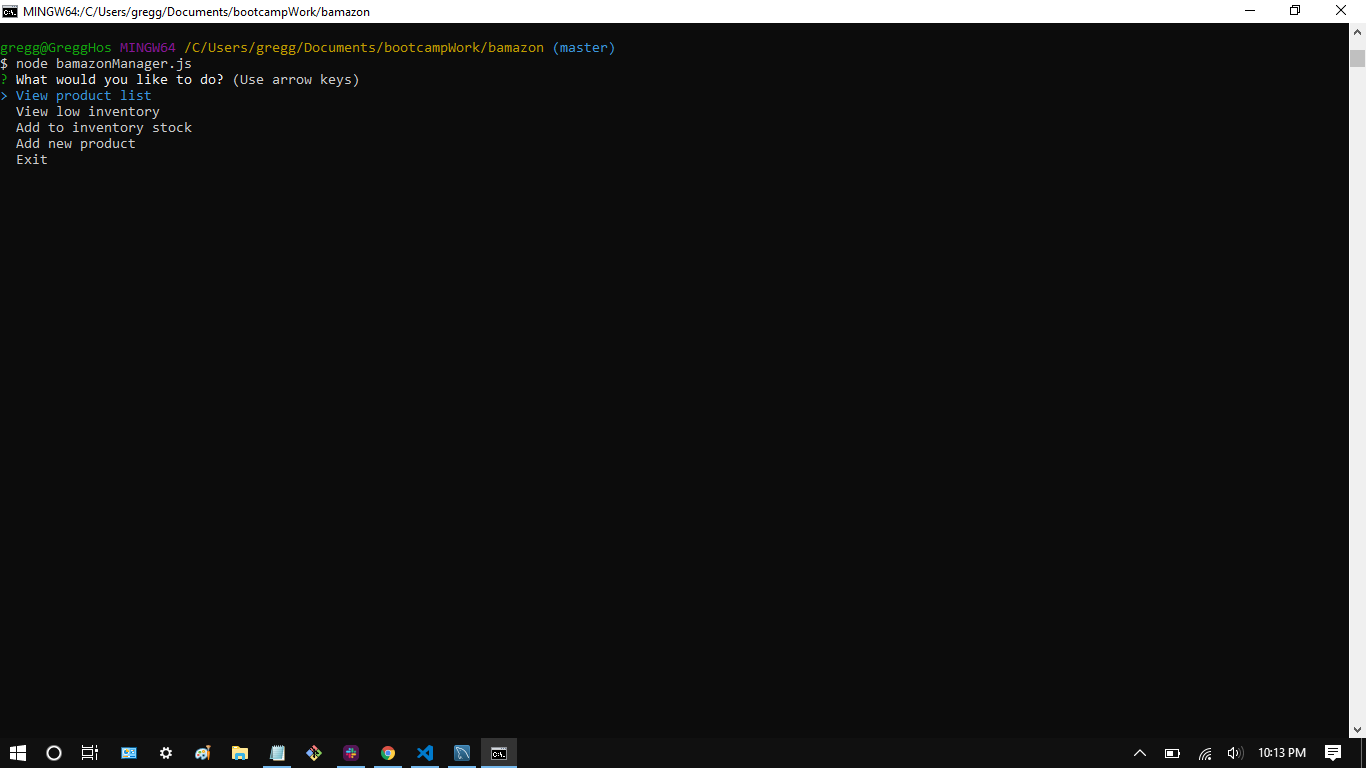 MINGW64:/C/Users/gregg/Documents/bootcampWork/bamazon
gregg@GreggHos MINGW64 /C/Users/gregg/Documents/bootcampWork/bamazon (master)
$ node bamazonManager.js
? What would you like to do? (Use arrow keys)
> View product list
View low inventory
Add to inventory stock
Add new product
Exit
10:13 PM